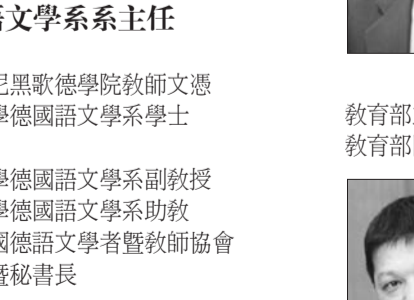 語文學系系主任
尼黑歌德學院教師文憑
學德國語文學系學士
學德國語文學系副教授
學德國語文學系助教
國德語文學者暨教師協會
暨秘書長
教育部
教育部